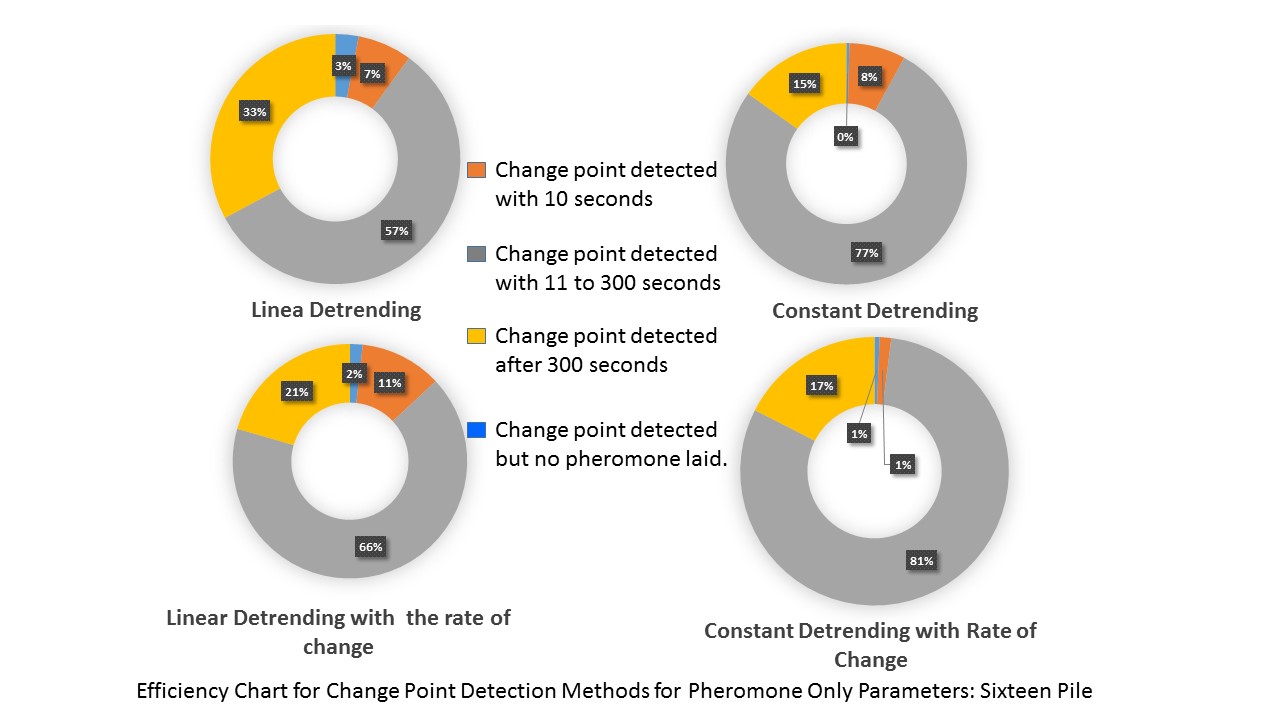 3%
7%
33%
57%
Linea Detrending
8%
15%
0%
77%
Constant Detrending
Change point detected
with 10 seconds
Change point detected
with 11 to 300 seconds
Change point detected
after 300 seconds
Change point detected
but no pheromone laid.
2%
11%
21%
66%
Linear Detrending with the rate of
change
17%
1%
1%
81%
Constant Detrending with Rate of
Change
Efficiency Chart for Change Point Detection Methods for Pheromone Only Parameters: Sixteen Pile